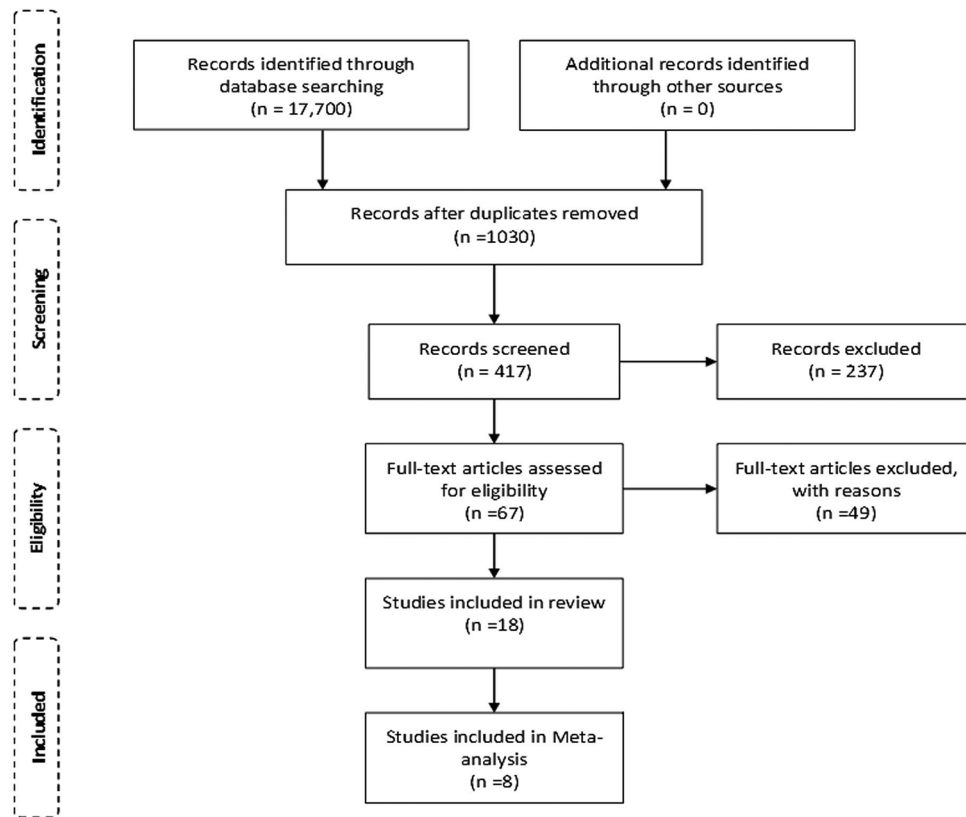 Identification
Records identified through
database searching
(n = 17,700)
Additional records identified
through other sources
(n = 0)
Records after duplicates removed
(n =1030)
Screening
Records screened
(n = 417)
Records excluded
(n = 237)
Eligibility
Full-text articles assessed
for eligibility
(n =67)
Full-text articles excluded,
with reasons
(n =49)
Studies included in review
(n =18)
Included
Studies included in Meta-
analysis
(n =8)